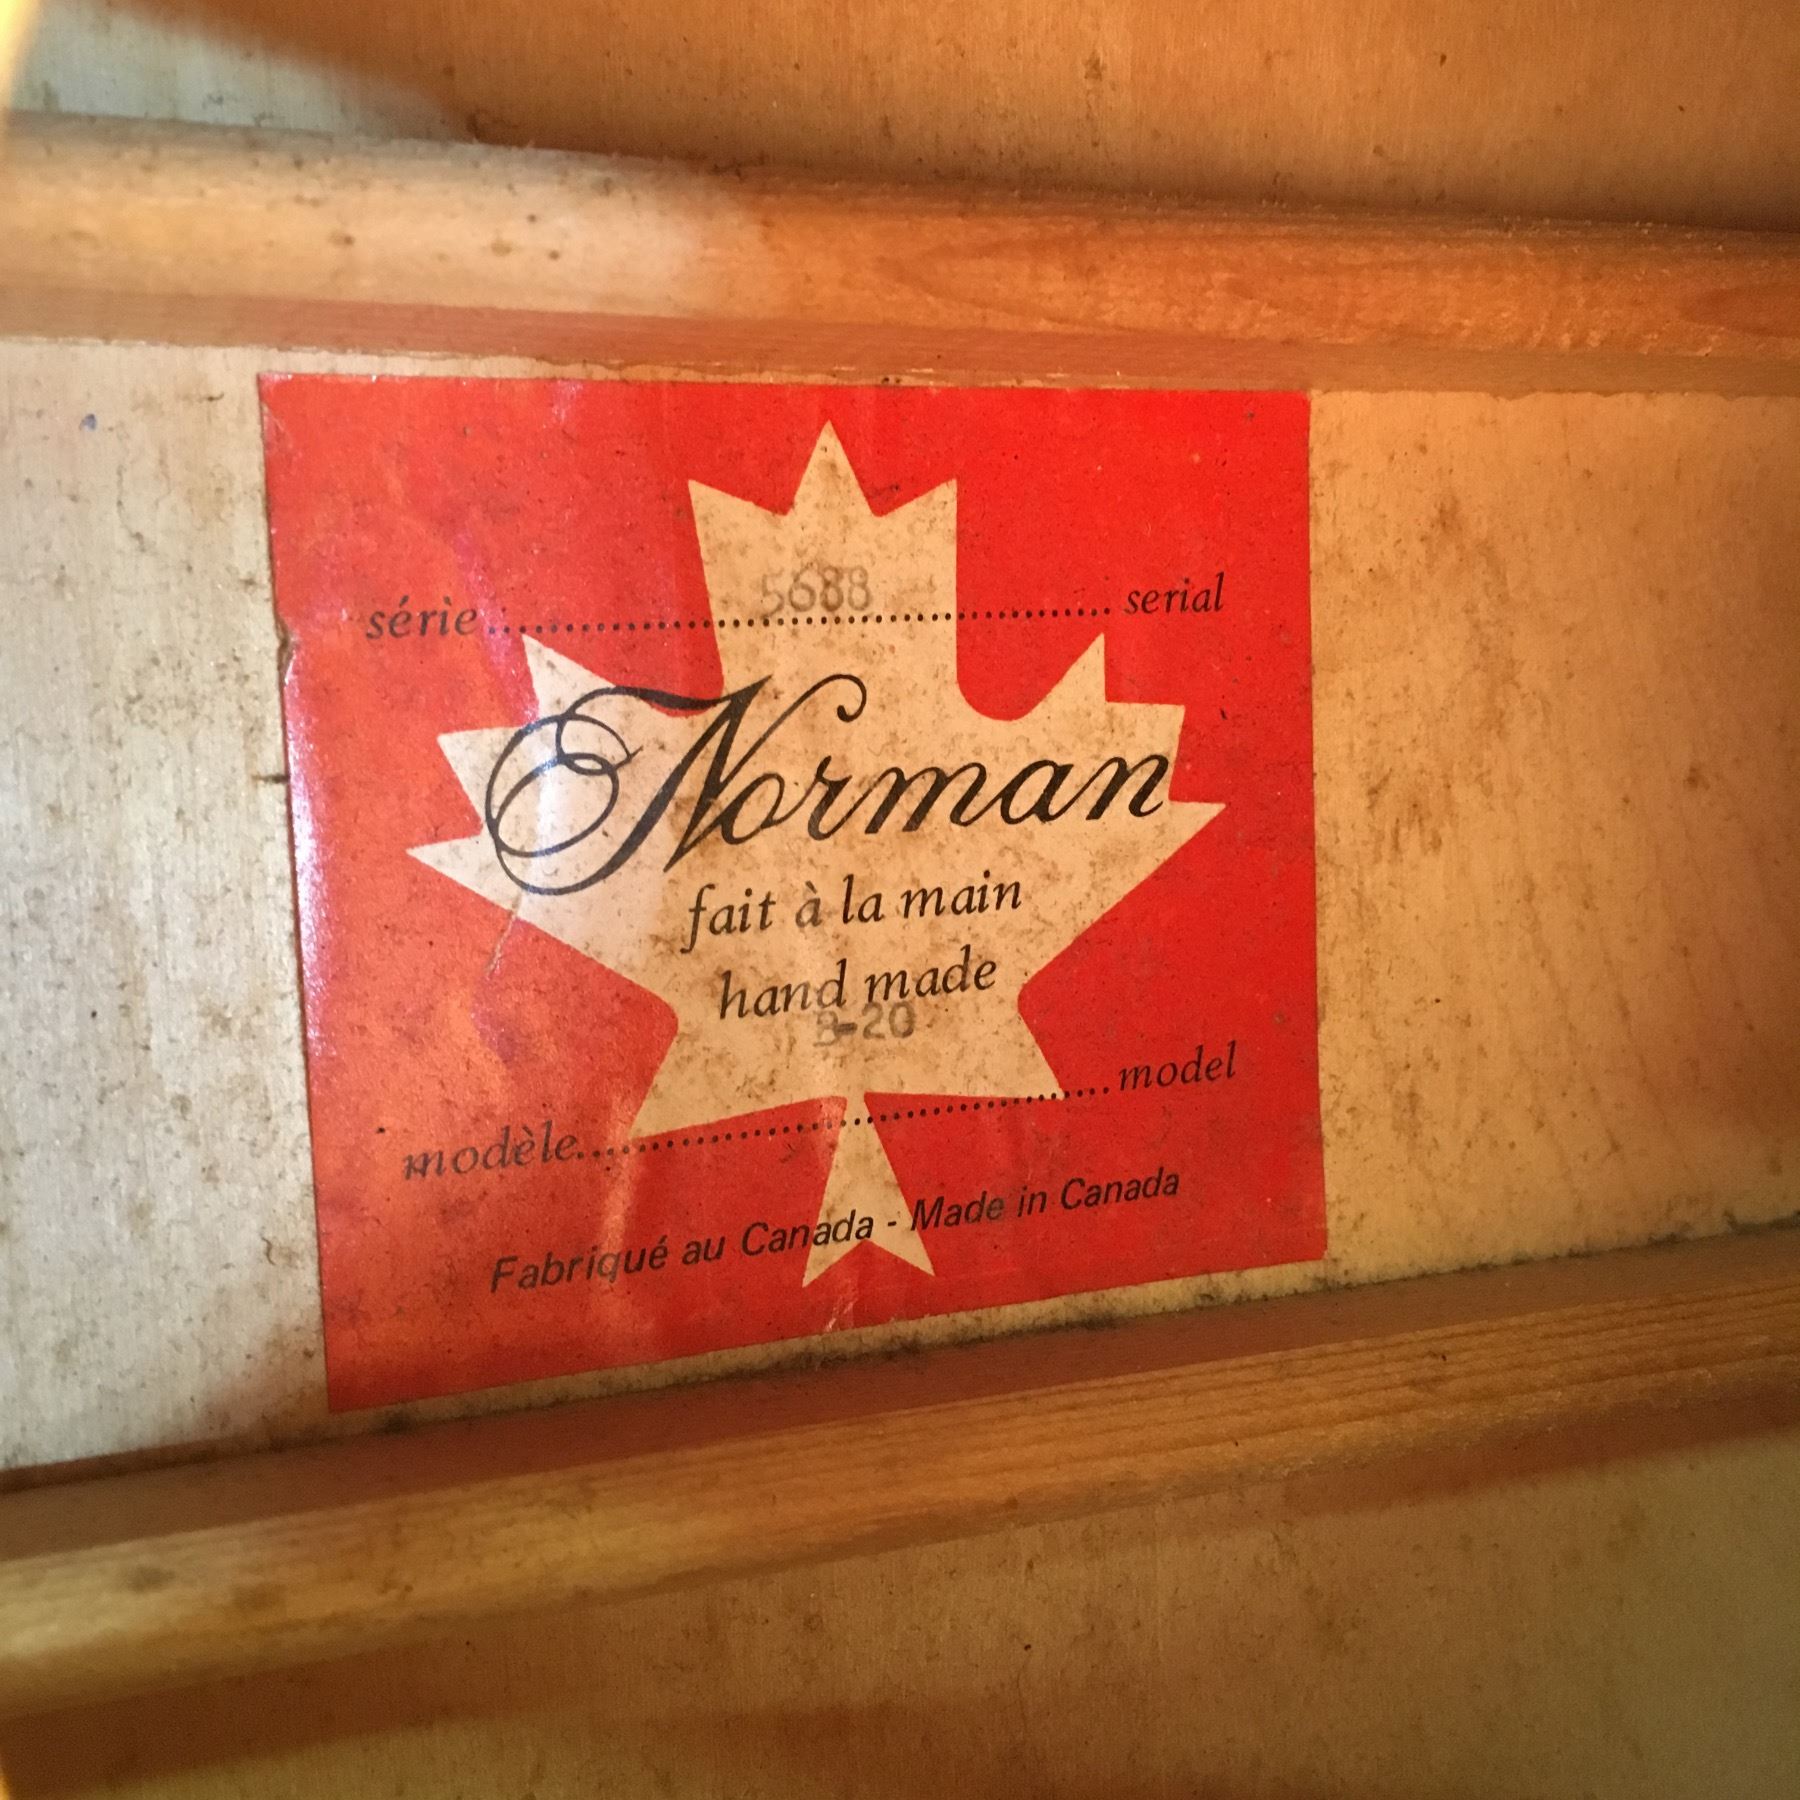 5688
série.......................................................serial
Norman
fait à la main
hand made
B-20
modèle.......................................................model
Fabriqué au Canada - Made in Canada